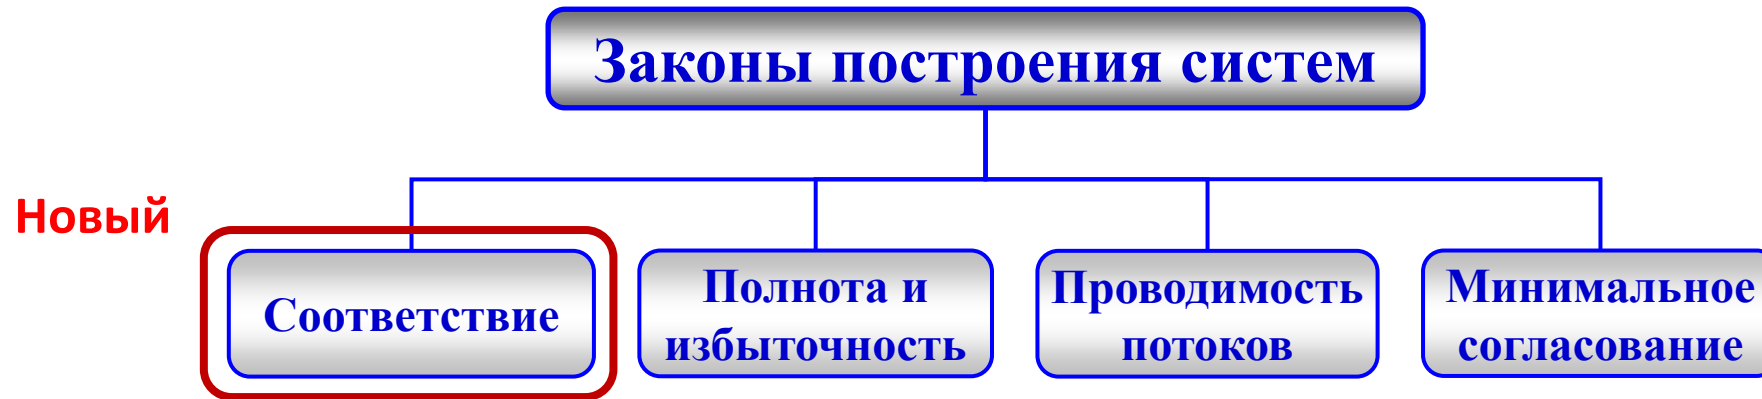 Законы построения систем
Новый
Соответствие
Полнота и
избыточность
Проводимость
потоков
Минимальное
согласование